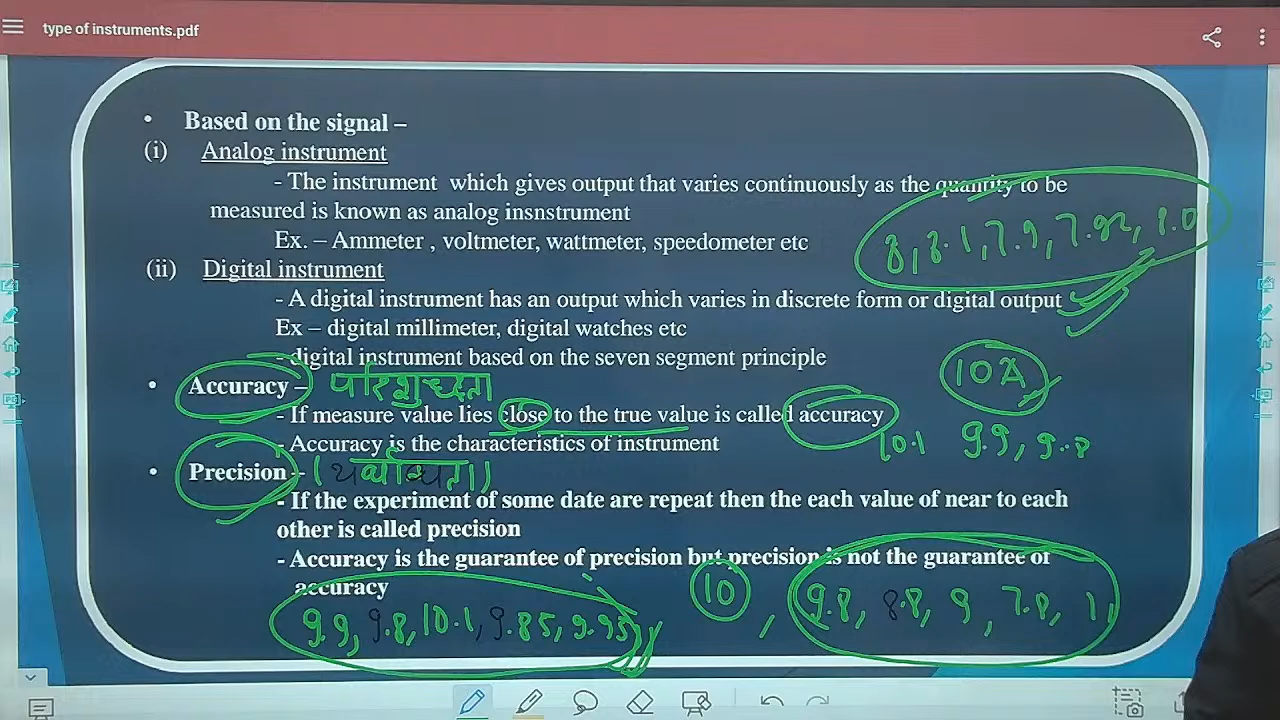 type of instruments.pdf
• Based on the signal –
(i) Analog instrument
- The instrument which gives output that varies continuously as the quantity to be
measured is known as analog insnstrument
Ex. – Ammeter , voltmeter, wattmeter, speedometer etc
8, 8.1, 7.9, 7.92, 8.01
(ii) Digital instrument
- A digital instrument has an output which varies in discrete form or digital output
Ex – digital millimeter, digital watches etc
- digital instrument based on the seven segment principle
10A
• Accuracy –
- If measure value lies close to the true value is called accuracy
- Accuracy is the characteristics of instrument
10.1 9.9, 9.8
• Precision –
- If the experiment of some date are repeat then the each value of near to each
other is called precision
- Accuracy is the guarantee of precision but precision is not the guarantee of
accuracy
10, 9.8, 8.8, 9, 7.8, 11
9.9, 9.8, 10.1, 9.85, 9.95